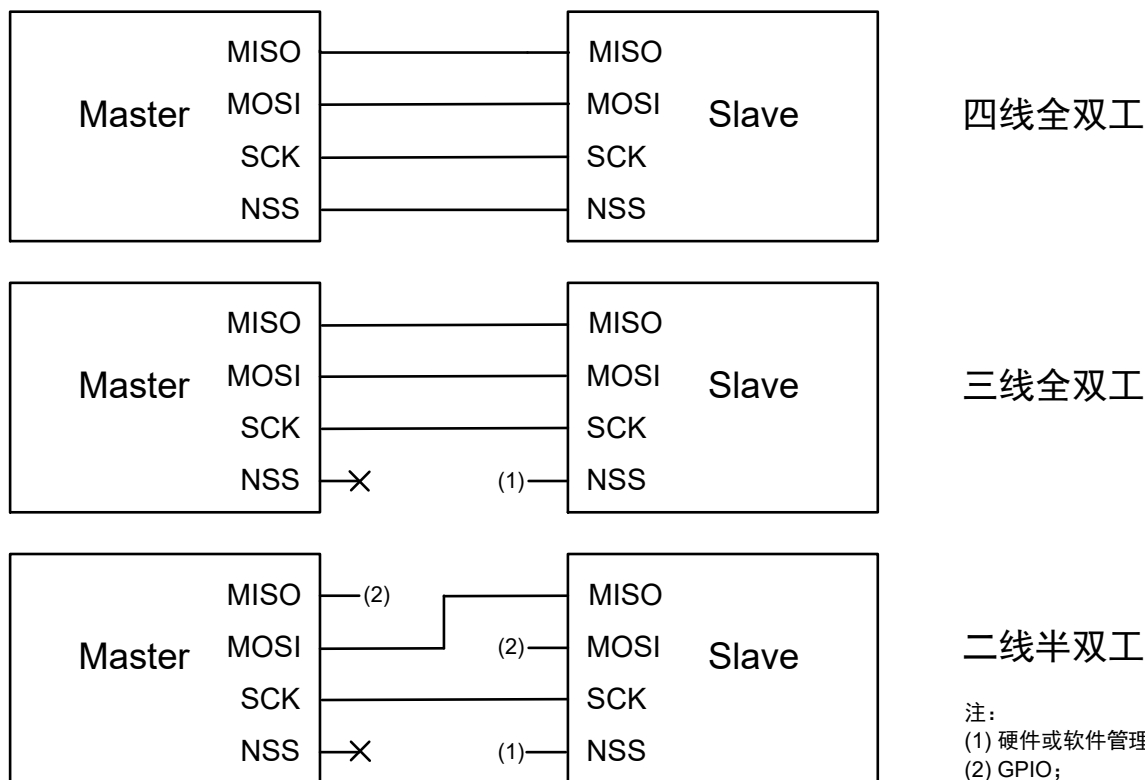 MISO MISO
Master MOSI MOSI Slave 四线全双工
SCK SCK
NSS NSS
MISO MISO
Master MOSI MOSI Slave 三线全双工
SCK SCK
NSS (1) NSS
MISO (2) MISO
Master MOSI (2) MOSI Slave 二线半双工
SCK SCK
注：
NSS (1) NSS
(1) 硬件或软件管理
(2) GPIO；